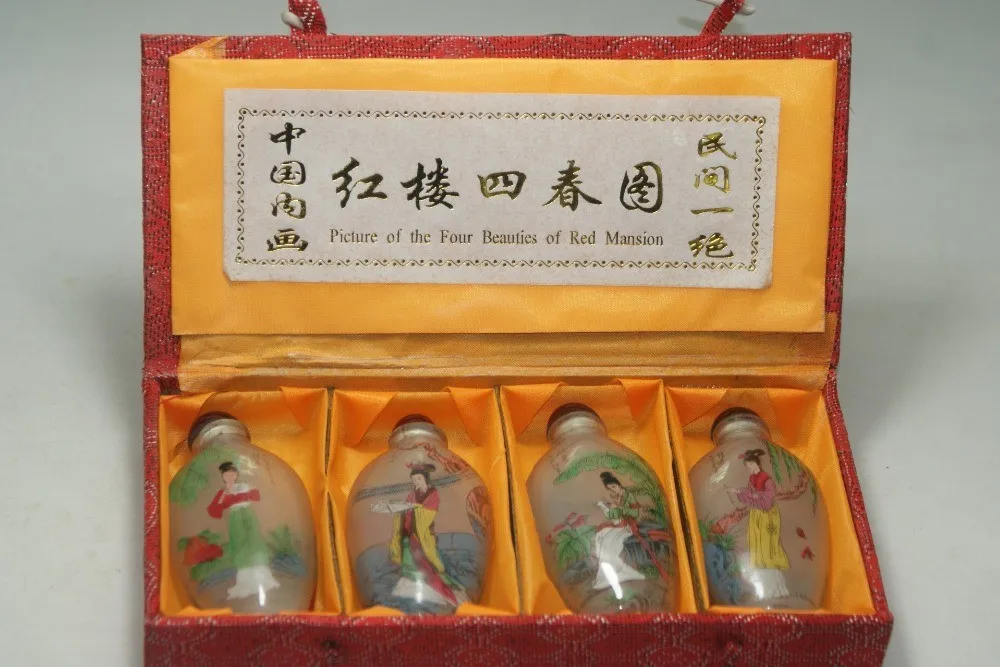 中国内画
红楼四春图
Picture of the Four Beauties of Red Mansion
民间一绝